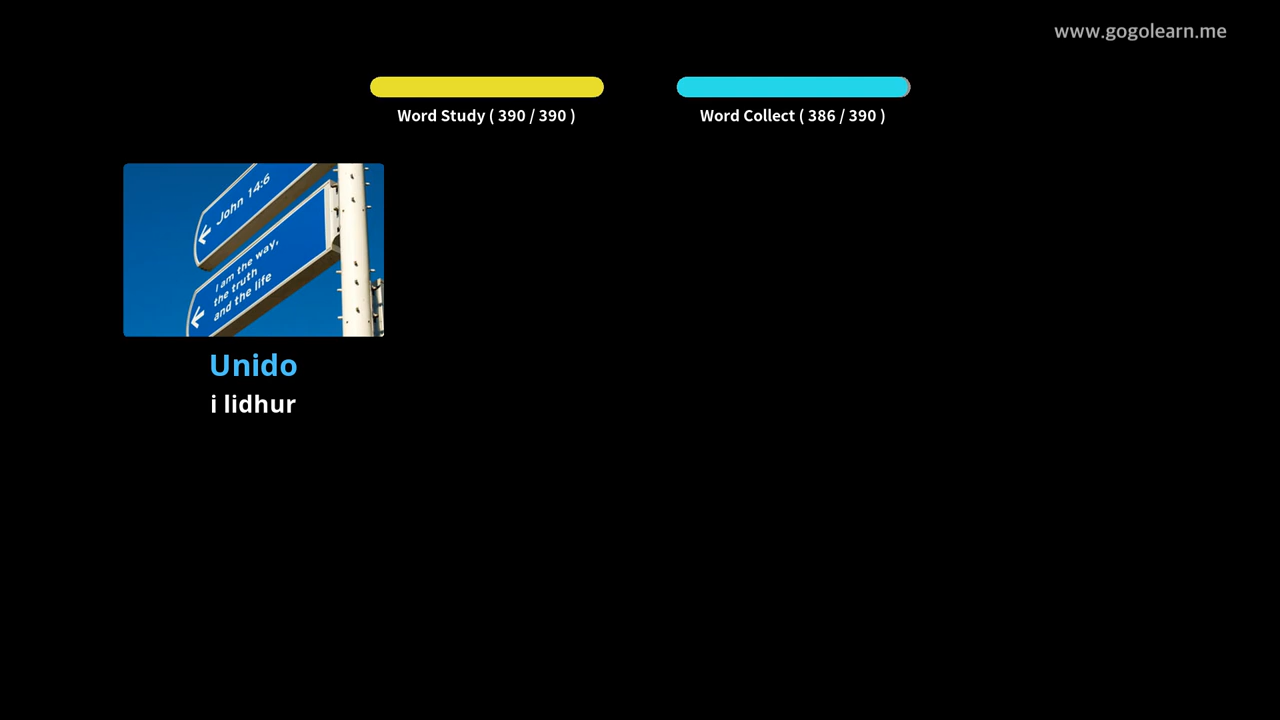 www.gogolearn.me
Word Study ( 390 / 390 )
Word Collect ( 386 / 390 )
John 14:6
I am the way,
the truth
and the life
Unido
i lidhur